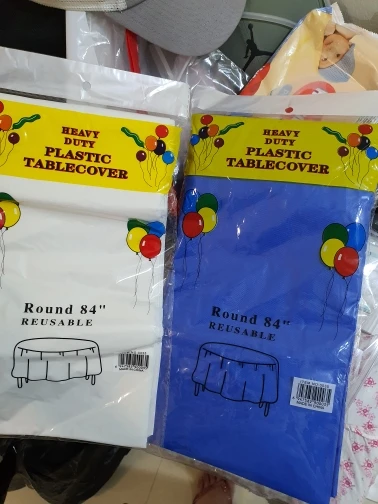 HEAVY
DUTY
PLASTIC
TABLECOVER
Round 84"
REUSABLE
HEAVY
DUTY
PLASTIC
TABLECOVER
Round 84"
REUSABLE